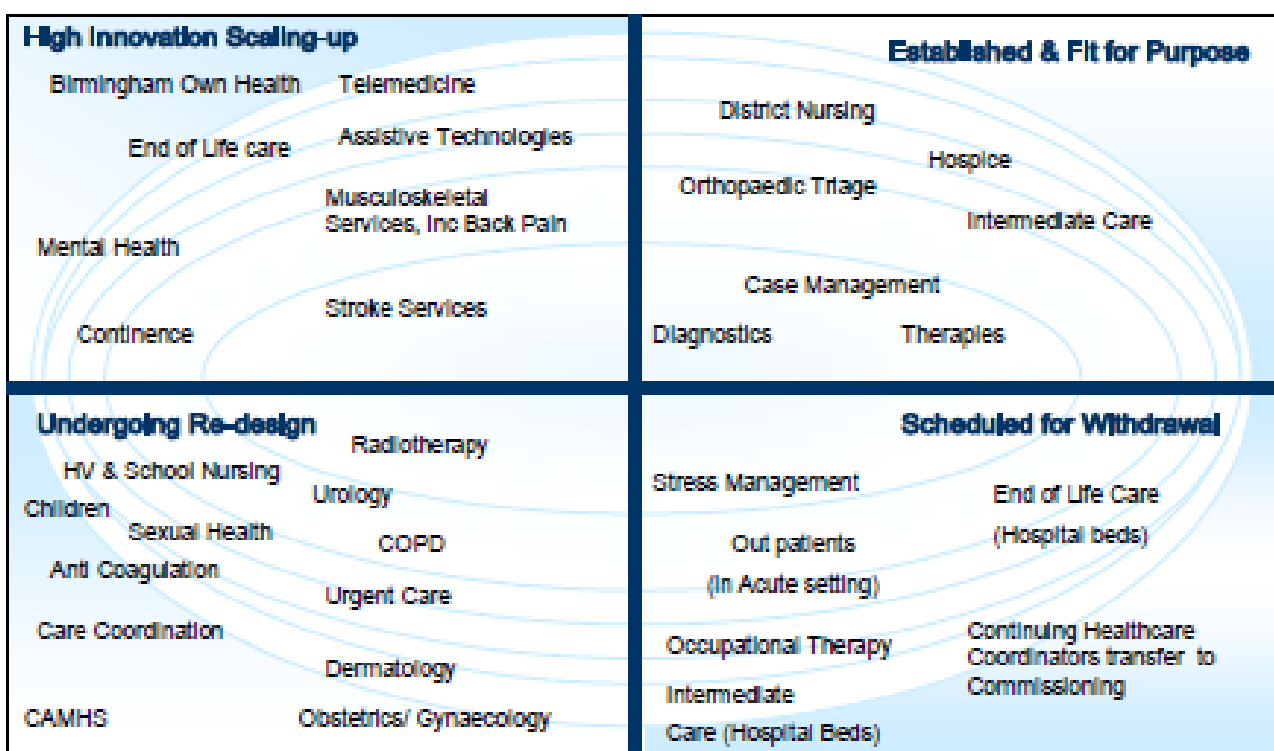 High Innovation Scaling-up
Birmingham Own Health
Telemedicine
End of Life care
Assistive Technologies
Musculoskeletal
Services, Inc Back Pain
Mental Health
Stroke Services
Continence
Established & Fit for Purpose
District Nursing
Hospice
Orthopaedic Triage
Intermediate Care
Case Management
Diagnostics
Therapies
Undergoing Re-design
Radiotherapy
HV & School Nursing
Urology
Children
Sexual Health
COPD
Anti Coagulation
Urgent Care
Care Coordination
Dermatology
CAMHS
Obstetrics/ Gynaecology
Scheduled for Withdrawal
Stress Management
End of Life Care
(Hospital beds)
Out patients
(In Acute setting)
Occupational Therapy
Continuing Healthcare
Coordinators transfer to
Commissioning
Intermediate
Care (Hospital Beds)